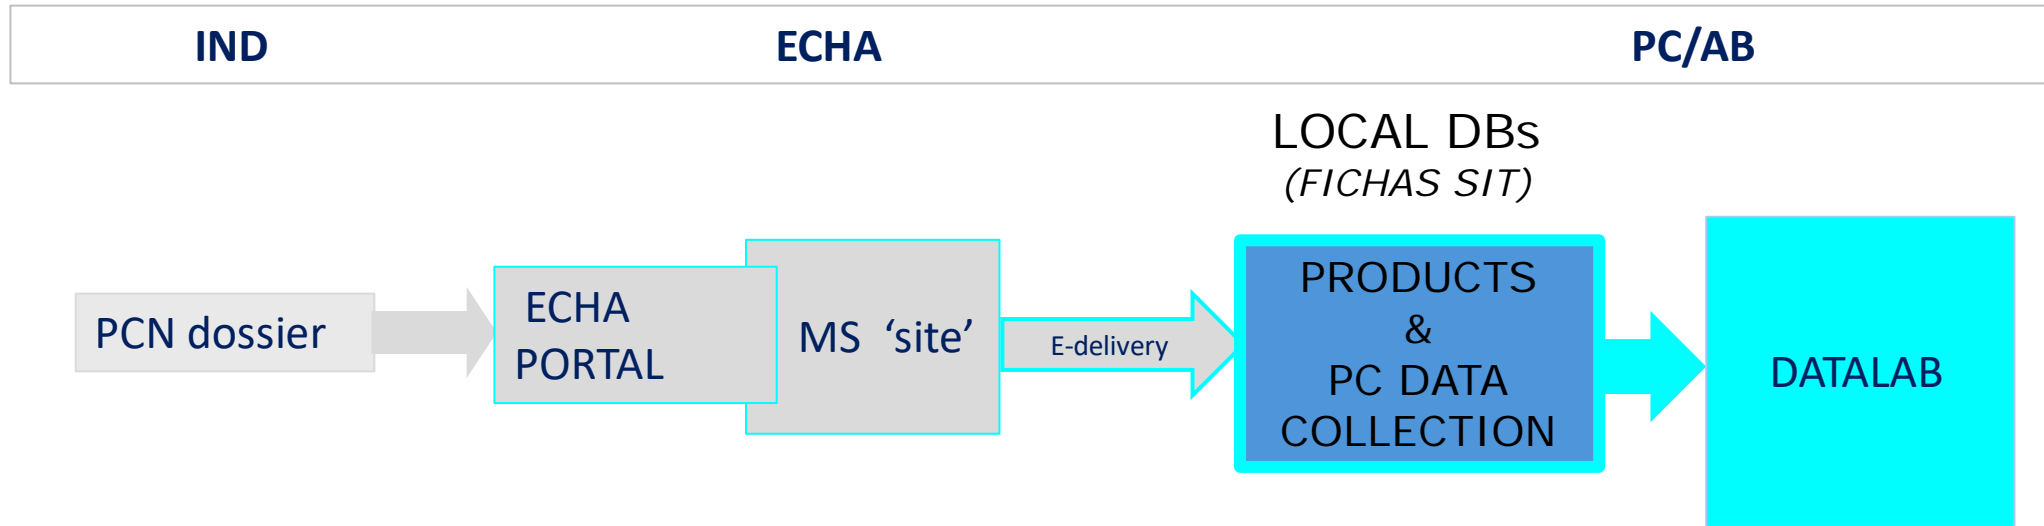 IND
ECHA
PC/AB
LOCAL DBs
(FICHAS SIT)
PCN dossier
ECHA
PORTAL
MS ‘site’
E-delivery
PRODUCTS
&
PC DATA
COLLECTION
DATALAB